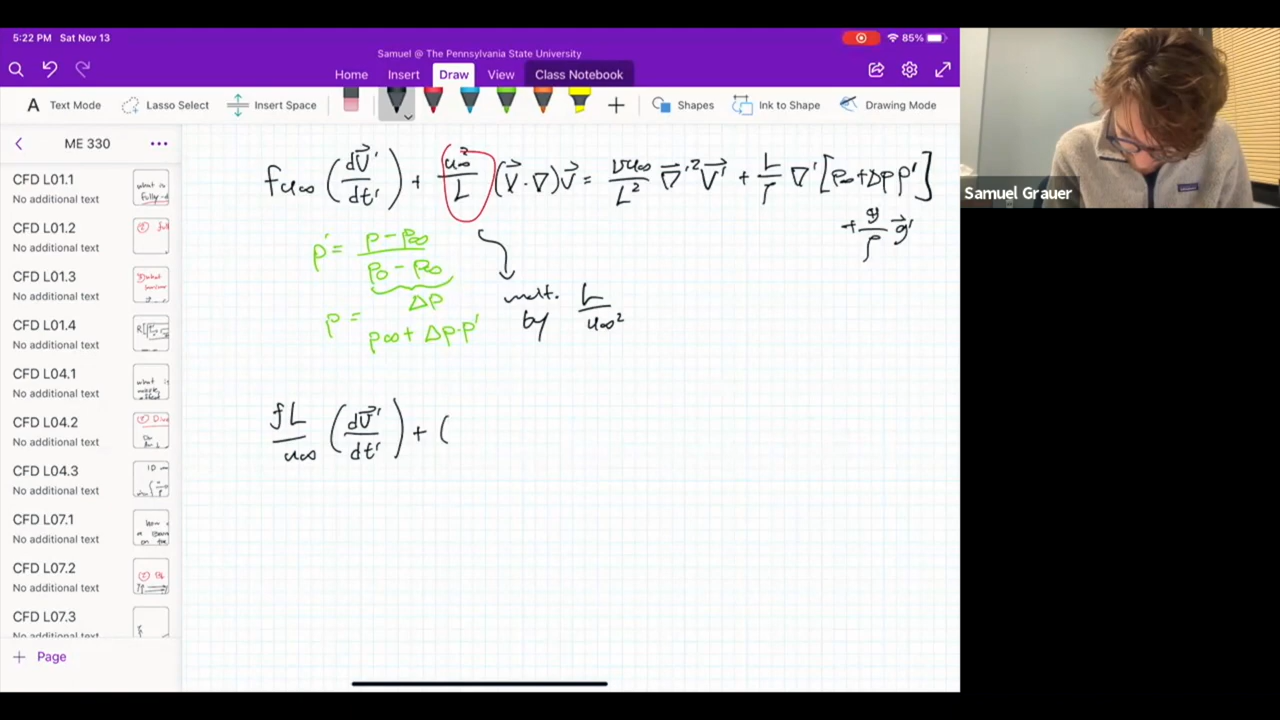 5:22 PM Sat Nov 13
85%
Samuel @ The Pennsylvania State University
Home Insert Draw View Class Notebook
A Text Mode Lasso Select Insert Space Shapes Ink to Shape Drawing Mode
ME 330
CFD L01.1
No additional text
CFD L01.2
No additional text
CFD L01.3
No additional text
CFD L01.4
No additional text
CFD L04.1
No additional text
CFD L04.2
No additional text
CFD L04.3
No additional text
CFD L07.1
No additional text
CFD L07.2
No additional text
CFD L07.3
No additional text
+ Page
Samuel Grauer
f u∞ (dV⃗'/dt') + u∞²/L (V⃗·∇)V⃗ = νu∞/L² ∇⃗'² V⃗' + L/ρ ∇' [p∞+Δp p']
+ g/ρ g⃗'
p' = (p - p∞)/(p0 - p∞)
Δp
p = p∞ + Δp·p'
mult.
by L/u∞²
fL/u∞ (dV⃗'/dt') + (